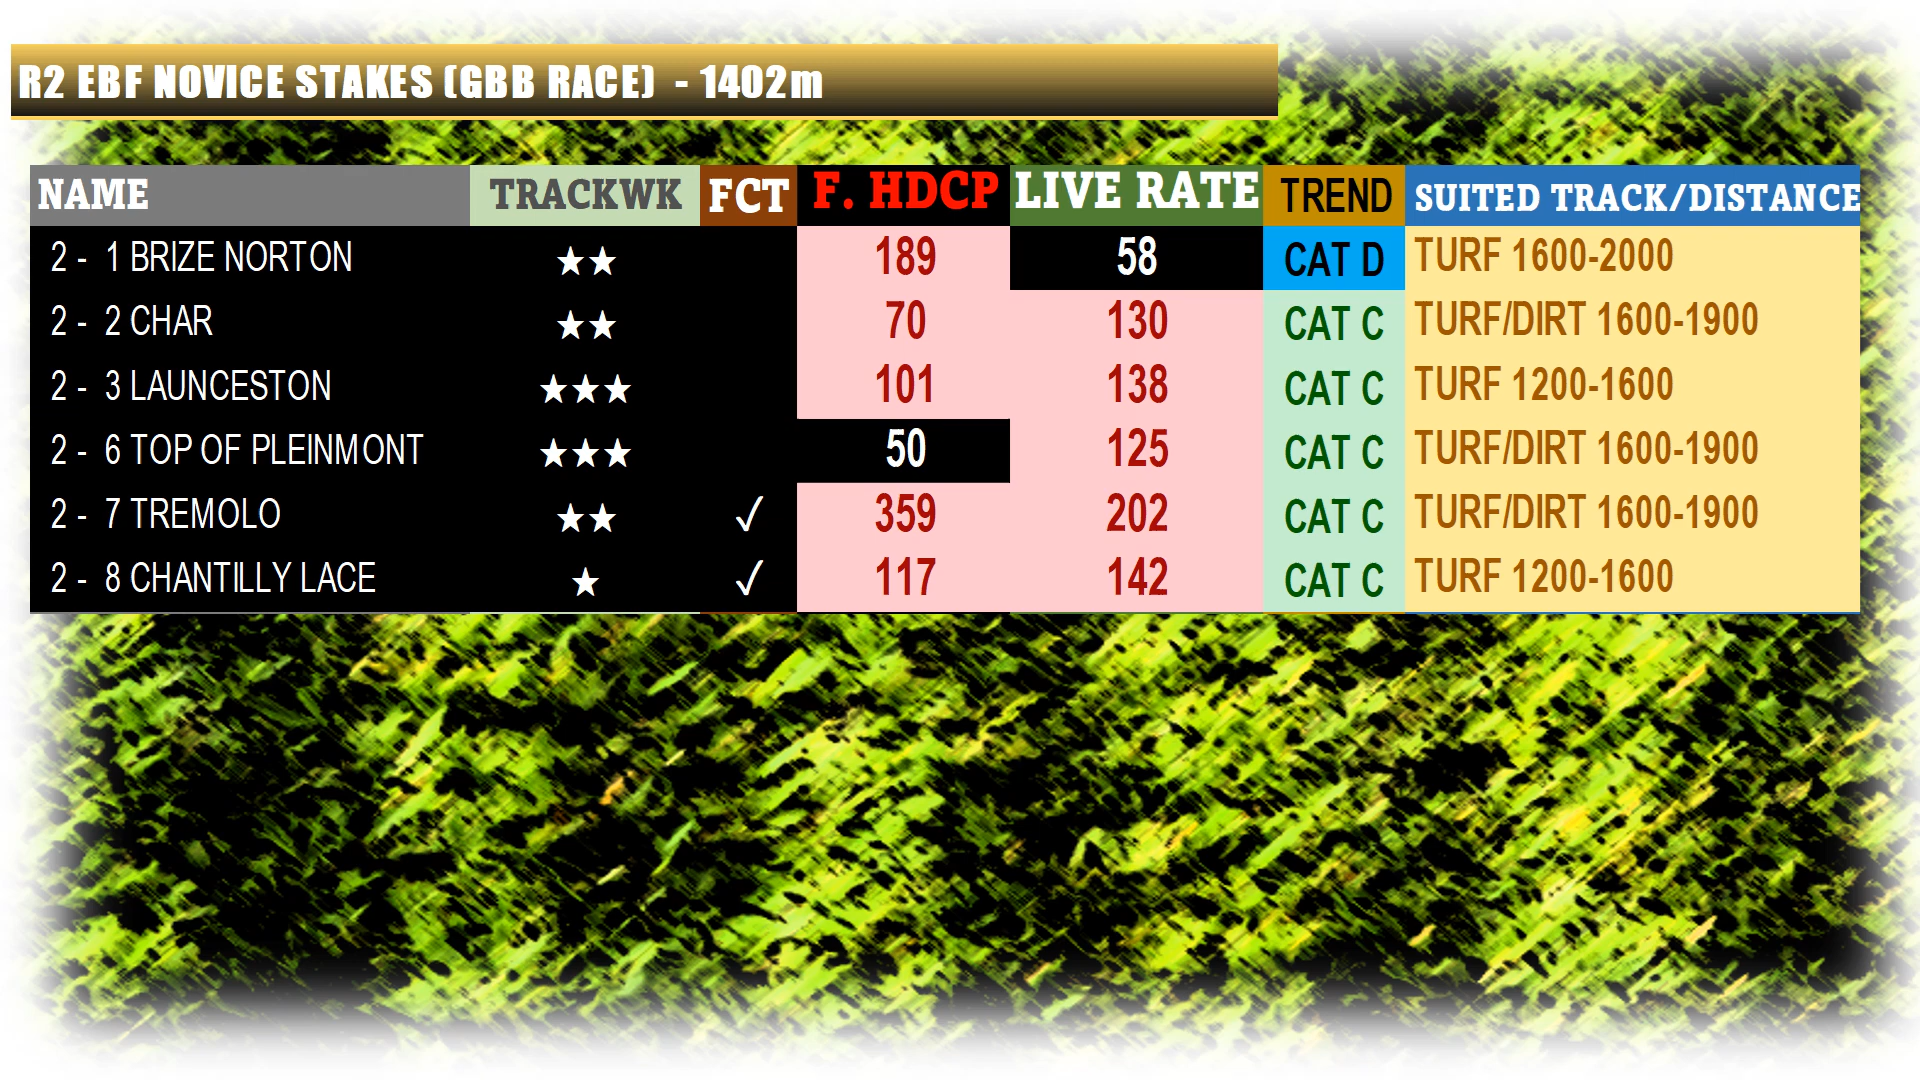 R2 EBF NOVICE STAKES (GBB RACE) - 1402m
NAME TRACKWK FCT F. HDCP LIVE RATE TREND SUITED TRACK/DISTANCE
2 - 1 BRIZE NORTON ★★ 189 58 CAT D TURF 1600-2000
2 - 2 CHAR ★★ 70 130 CAT C TURF/DIRT 1600-1900
2 - 3 LAUNCESTON ★★★ 101 138 CAT C TURF 1200-1600
2 - 6 TOP OF PLEINMONT ★★★ 50 125 CAT C TURF/DIRT 1600-1900
2 - 7 TREMOLO ★★ ✓ 359 202 CAT C TURF/DIRT 1600-1900
2 - 8 CHANTILLY LACE ★ ✓ 117 142 CAT C TURF 1200-1600